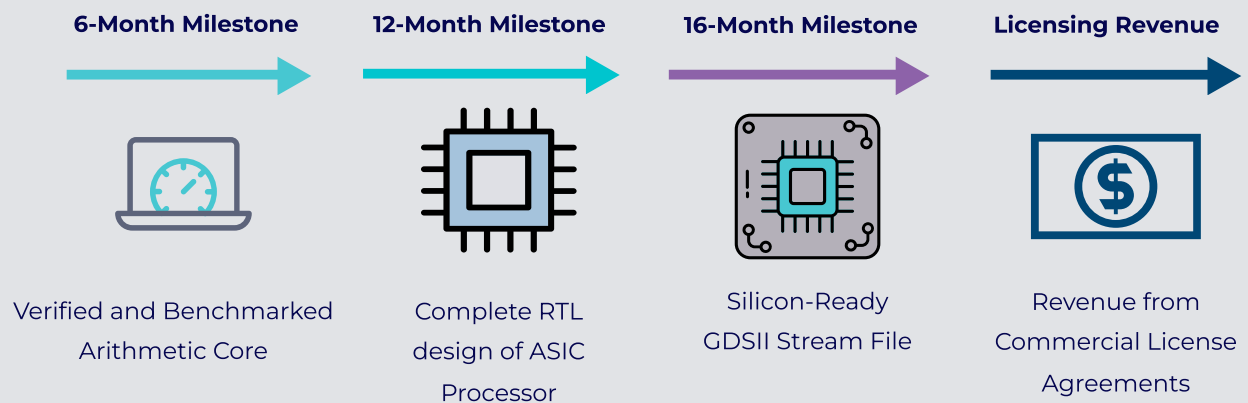 6-Month Milestone
12-Month Milestone
16-Month Milestone
Licensing Revenue
$
Verified and Benchmarked
Arithmetic Core
Complete RTL
design of ASIC
Processor
Silicon-Ready
GDSII Stream File
Revenue from
Commercial License
Agreements